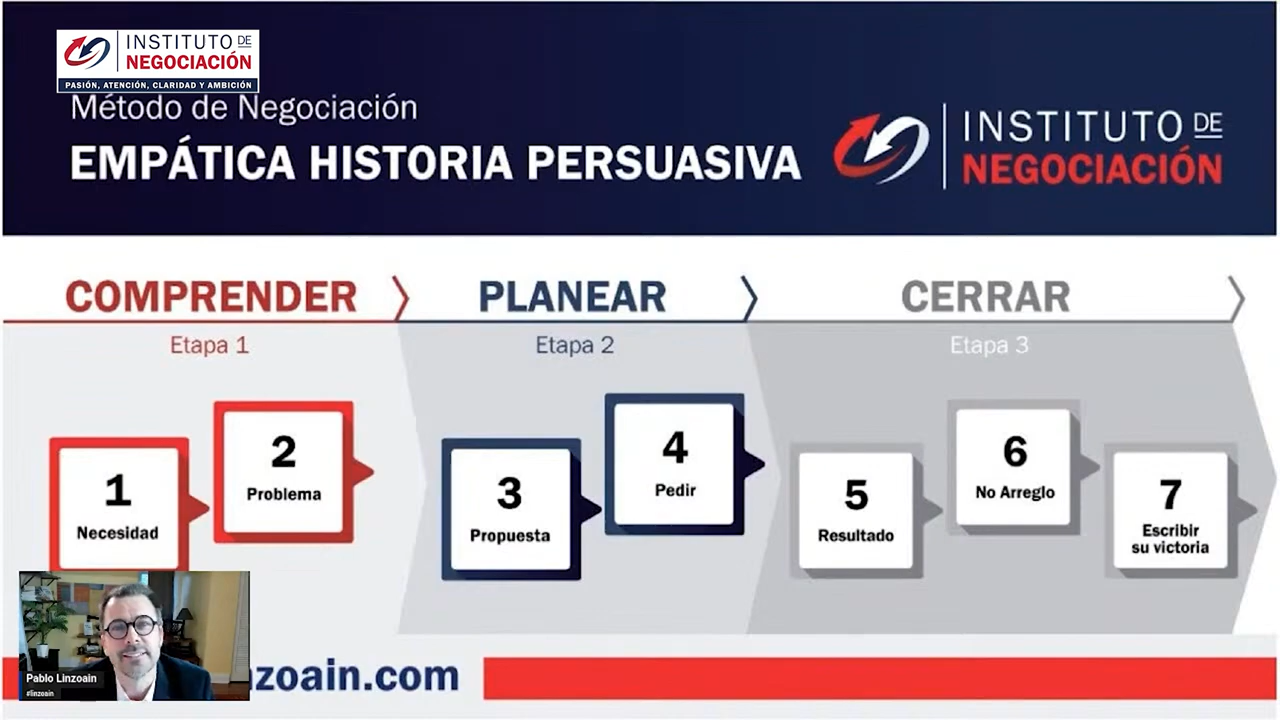 INSTITUTO DE
NEGOCIACIÓN
PASIÓN, ATENCIÓN, CLARIDAD Y AMBICIÓN
Método de Negociación
EMPÁTICA HISTORIA PERSUASIVA
INSTITUTO DE
NEGOCIACIÓN
COMPRENDER
PLANEAR
CERRAR
Etapa 1
Etapa 2
Etapa 3
1
Necesidad
2
Problema
3
Propuesta
4
Pedir
5
Resultado
6
No Arreglo
7
Escribir
su victoria
Pablo Linzoain
#linzoain
zoain.com